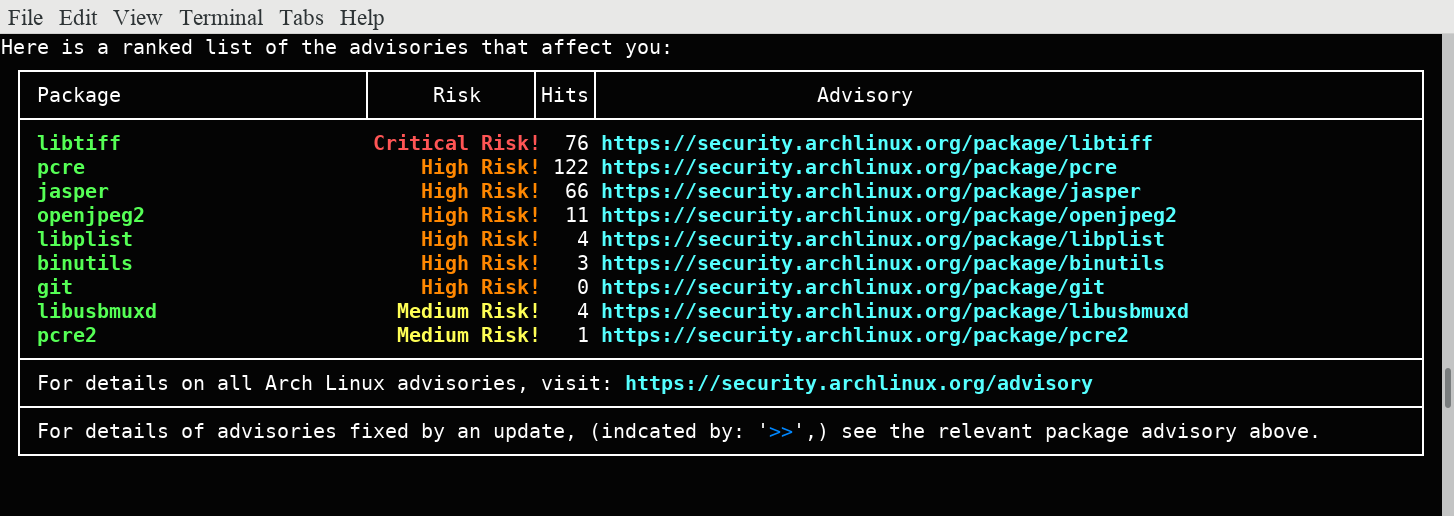 File Edit View Terminal Tabs Help
Here is a ranked list of the advisories that affect you:
Package Risk Hits Advisory
libtiff Critical Risk! 76 https://security.archlinux.org/package/libtiff
pcre High Risk! 122 https://security.archlinux.org/package/pcre
jasper High Risk! 66 https://security.archlinux.org/package/jasper
openjpeg2 High Risk! 11 https://security.archlinux.org/package/openjpeg2
libplist High Risk! 4 https://security.archlinux.org/package/libplist
binutils High Risk! 3 https://security.archlinux.org/package/binutils
git High Risk! 0 https://security.archlinux.org/package/git
libusbmuxd Medium Risk! 4 https://security.archlinux.org/package/libusbmuxd
pcre2 Medium Risk! 1 https://security.archlinux.org/package/pcre2
For details on all Arch Linux advisories, visit: https://security.archlinux.org/advisory
For details of advisories fixed by an update, (indcated by: '>>',) see the relevant package advisory above.